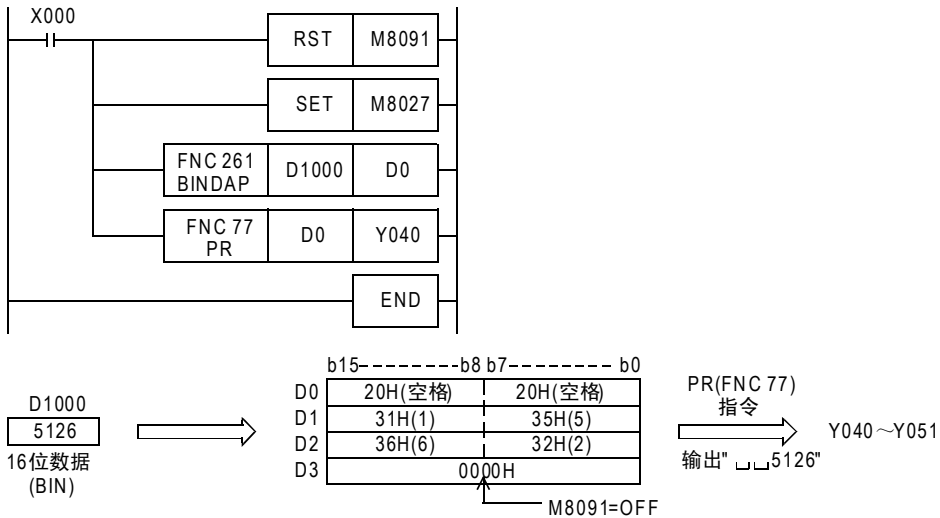 X000
RST M8091
SET M8027
FNC 261 BINDAP D1000 D0
FNC 77 PR D0 Y040
END
b15 b8 b7 b0
D0 20H(空格) 20H(空格)
D1 31H(1) 35H(5)
D2 36H(6) 32H(2)
D3 0000H
M8091=OFF
D1000
5126
16位数据
(BIN)
PR(FNC 77)
指令
输出" ␣␣5126"
Y040～Y051